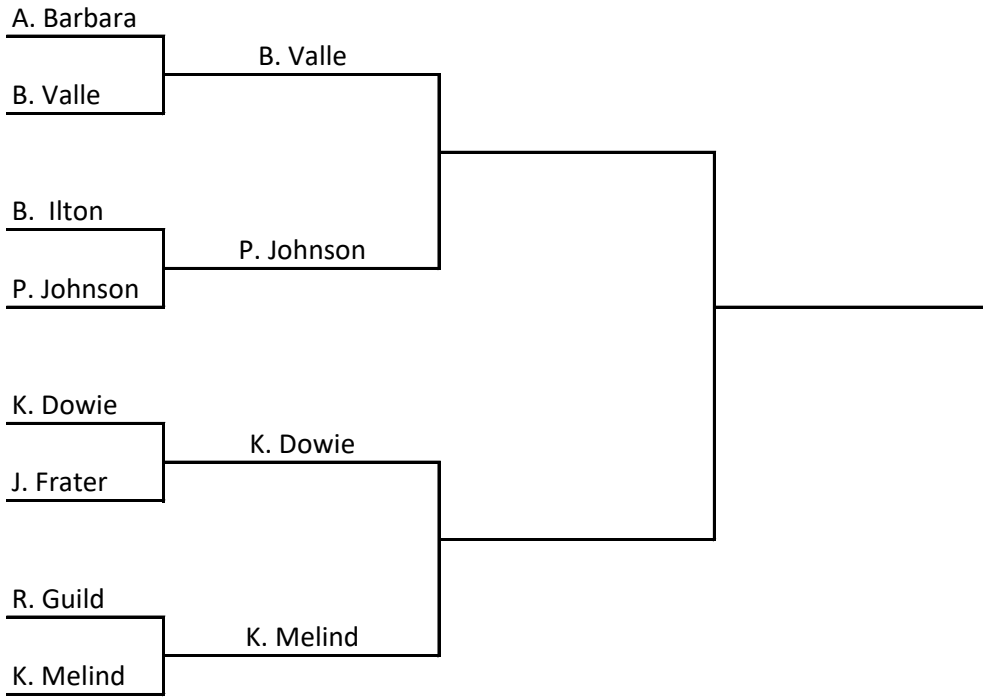 A. Barbara
B. Valle
B. Valle
B.  Ilton
P. Johnson
P. Johnson
K. Dowie
K. Dowie
J. Frater
R. Guild
K. Melind
K. Melind